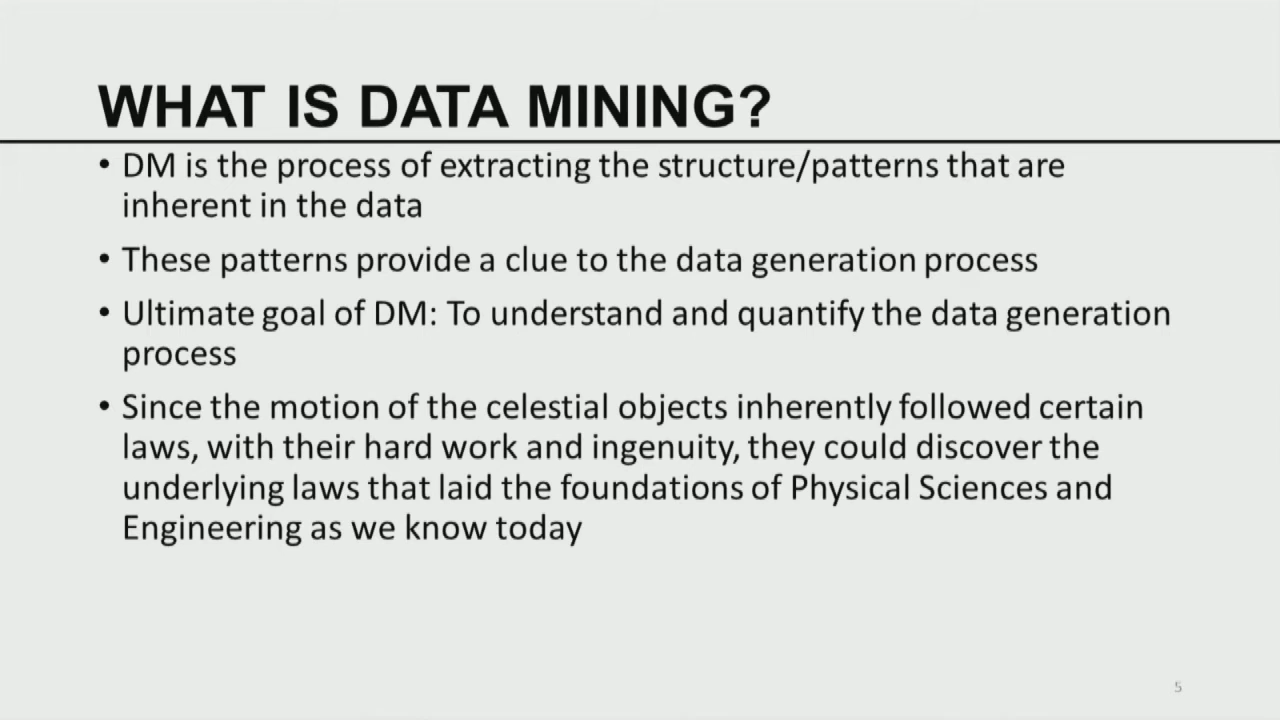 WHAT IS DATA MINING?
• DM is the process of extracting the structure/patterns that are
inherent in the data
• These patterns provide a clue to the data generation process
• Ultimate goal of DM: To understand and quantify the data generation
process
• Since the motion of the celestial objects inherently followed certain
laws, with their hard work and ingenuity, they could discover the
underlying laws that laid the foundations of Physical Sciences and
Engineering as we know today
5